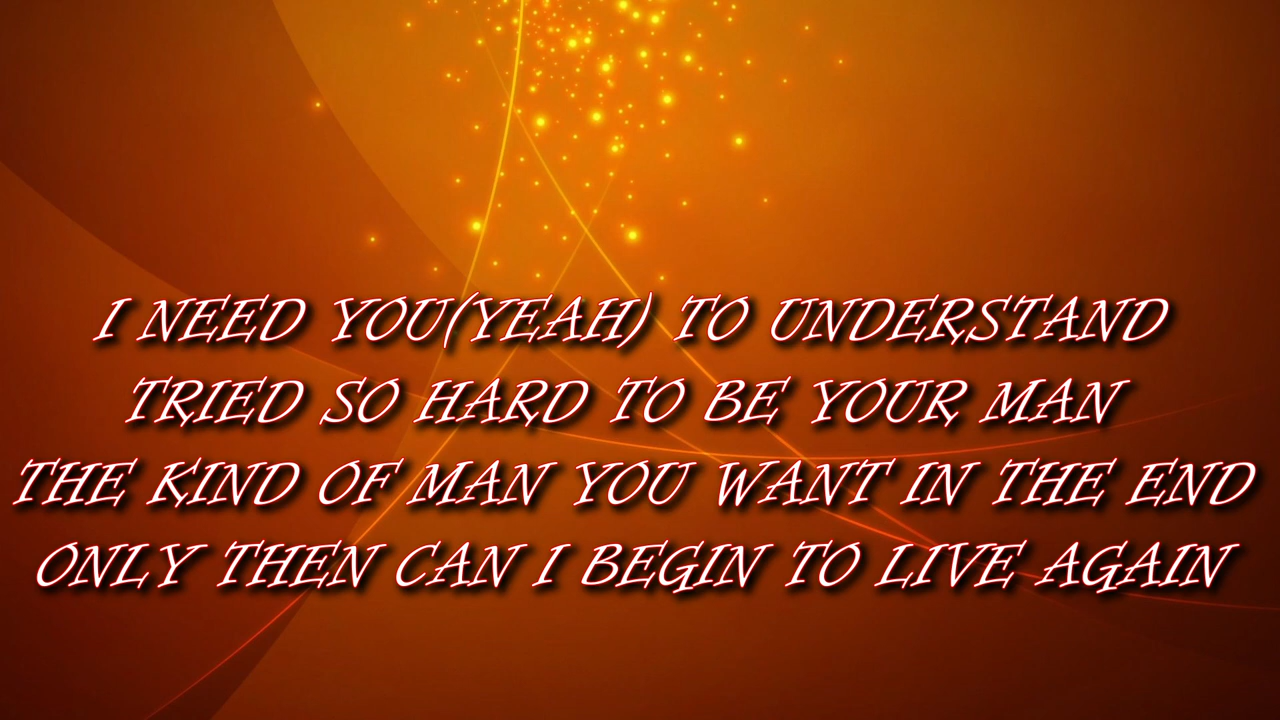 I NEED YOU(YEAH) TO UNDERSTAND
TRIED SO HARD TO BE YOUR MAN
THE KIND OF MAN YOU WANT IN THE END
ONLY THEN CAN I BEGIN TO LIVE AGAIN